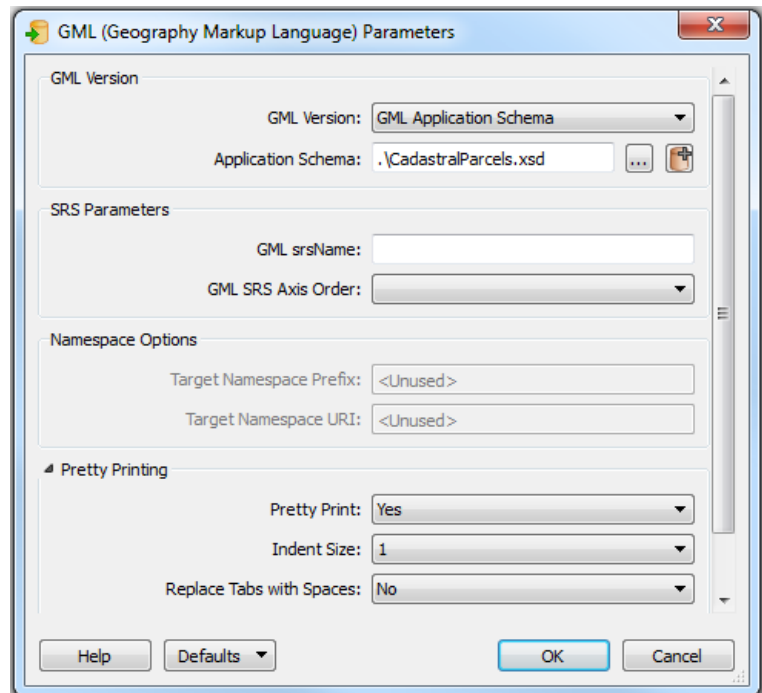 GML (Geography Markup Language) Parameters
GML Version
GML Version: GML Application Schema
Application Schema: .\CadastralParcels.xsd ...
SRS Parameters
GML srsName:
GML SRS Axis Order:
Namespace Options
Target Namespace Prefix: <Unused>
Target Namespace URI: <Unused>
Pretty Printing
Pretty Print: Yes
Indent Size: 1
Replace Tabs with Spaces: No
Help Defaults OK Cancel